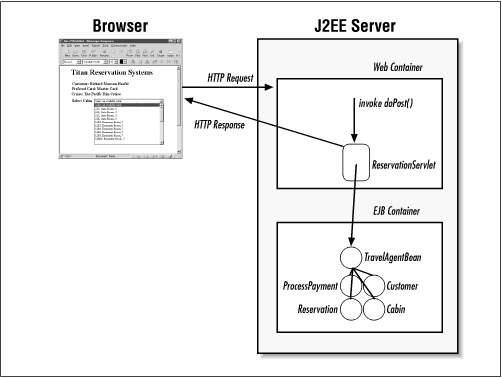 Browser
J2EE Server
Titan Reservation Systems
Customer: Richard Monson-Haefel
Preferred Card: Master Card
Cruise: The Pacific Rim Cruise
Select Cabin
HTTP Request
HTTP Response
Web Container
invoke doPost()
ReservationServlet
EJB Container
TravelAgentBean
ProcessPayment
Customer
Reservation
Cabin